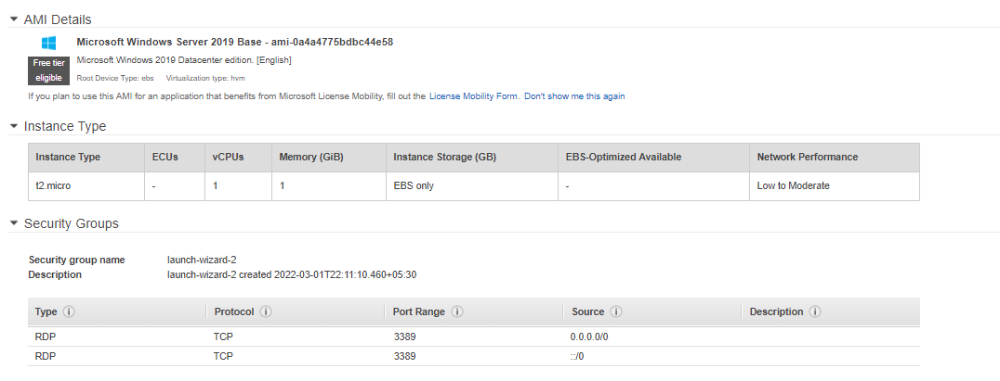 AMI Details
Microsoft Windows Server 2019 Base - ami-0a4a4775bdbc44e58
Free tier eligible
Microsoft Windows 2019 Datacenter edition. [English]
Root Device Type: ebs Virtualization type: hvm
If you plan to use this AMI for an application that benefits from Microsoft License Mobility, fill out the License Mobility Form. Don't show me this again
Instance Type
Instance Type ECUs vCPUs Memory (GiB) Instance Storage (GB) EBS-Optimized Available Network Performance
t2.micro - 1 1 EBS only - Low to Moderate
Security Groups
Security group name launch-wizard-2
Description launch-wizard-2 created 2022-03-01T22:11:10.460+05:30
Type Protocol Port Range Source Description
RDP TCP 3389 0.0.0.0/0
RDP TCP 3389 ::/0